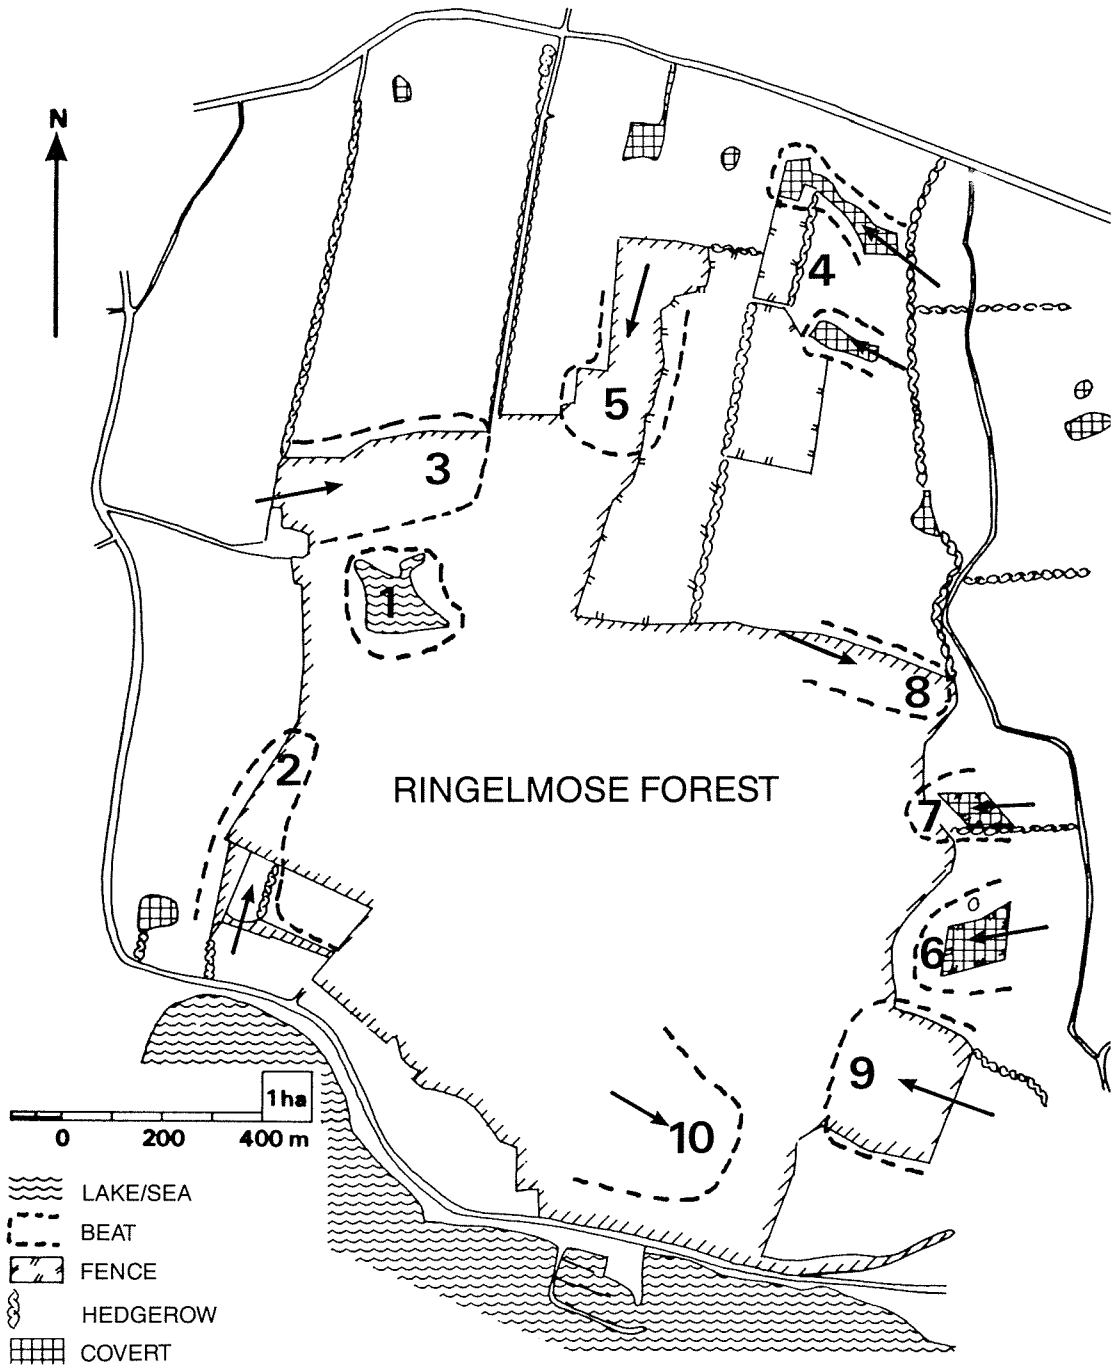 N
4
5
3
1
8
2
RINGELMOSE FOREST
7
6
9
10
1 ha
0 200 400 m
LAKE/SEA
BEAT
FENCE
HEDGEROW
COVERT